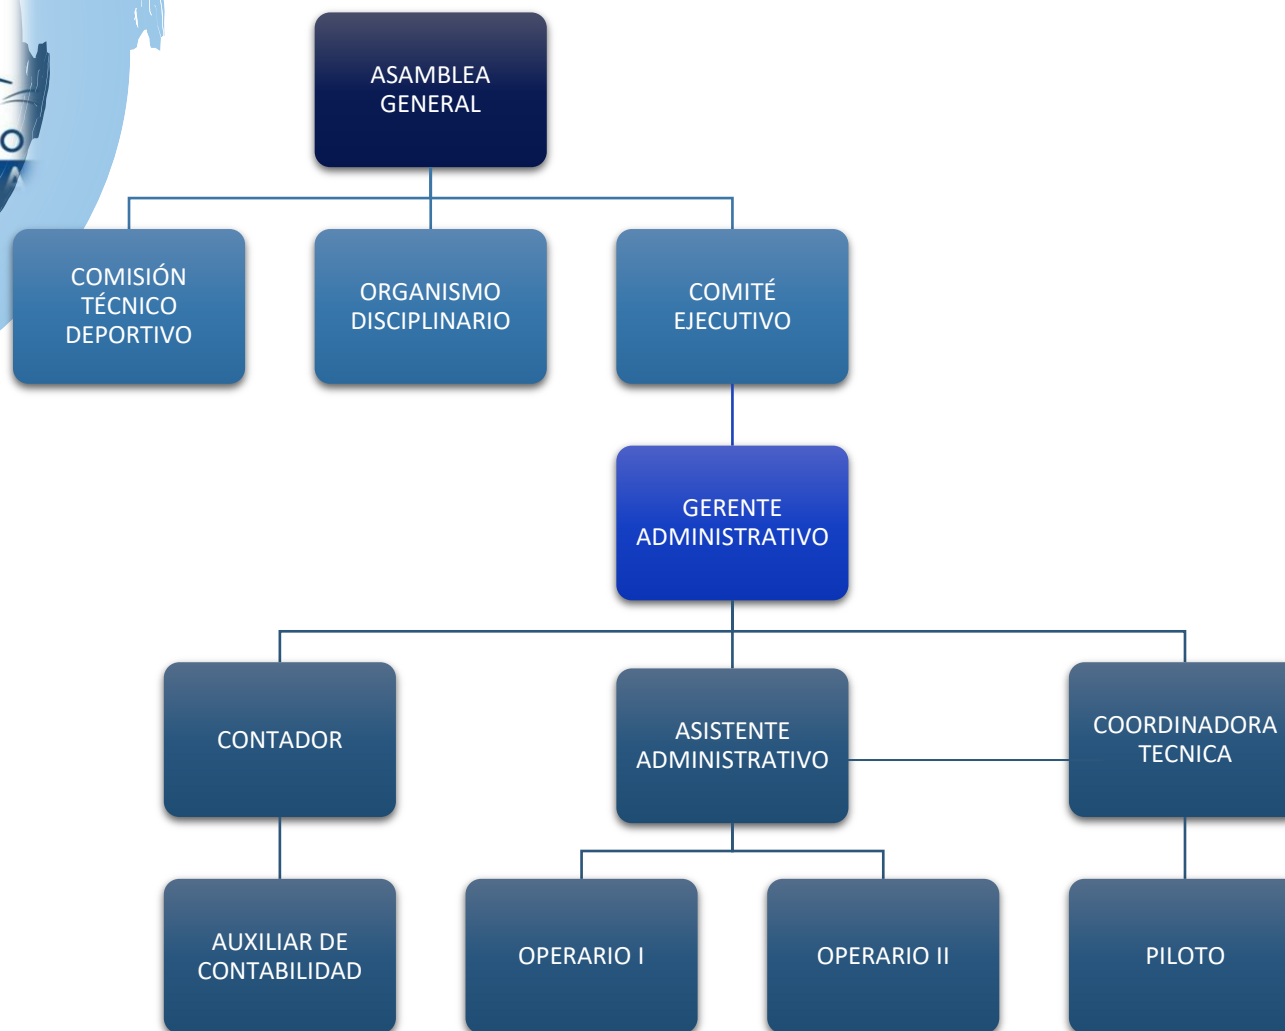 ASAMBLEA
GENERAL
COMISIÓN
TÉCNICO
DEPORTIVO
ORGANISMO
DISCIPLINARIO
COMITÉ
EJECUTIVO
GERENTE
ADMINISTRATIVO
CONTADOR
ASISTENTE
ADMINISTRATIVO
COORDINADORA
TECNICA
AUXILIAR DE
CONTABILIDAD
OPERARIO I
OPERARIO II
PILOTO